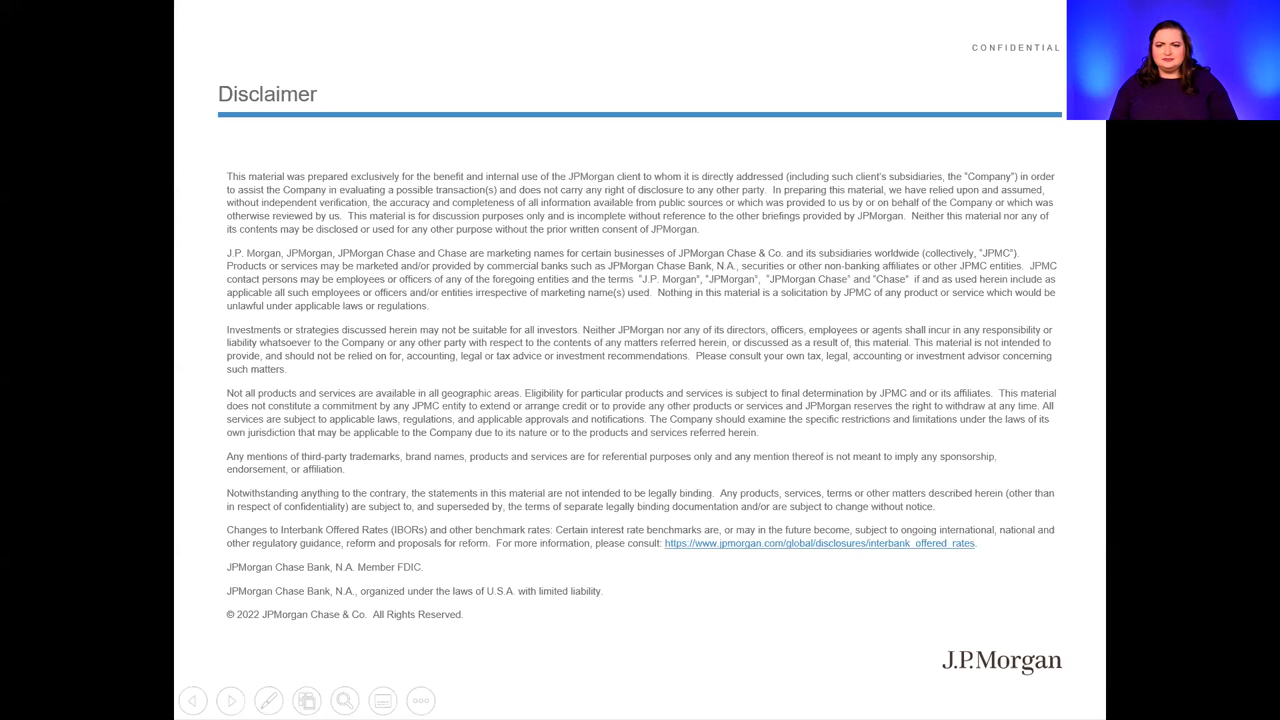 CONFIDENTIAL
Disclaimer
This material was prepared exclusively for the benefit and internal use of the JPMorgan client to whom it is directly addressed (including such client's subsidiaries, the "Company") in order
to assist the Company in evaluating a possible transaction(s) and does not carry any right of disclosure to any other party.  In preparing this material, we have relied upon and assumed,
without independent verification, the accuracy and completeness of all information available from public sources or which was provided to us by or on behalf of the Company or which was
otherwise reviewed by us.  This material is for discussion purposes only and is incomplete without reference to the other briefings provided by JPMorgan.  Neither this material nor any of
its contents may be disclosed or used for any other purpose without the prior written consent of JPMorgan.
J.P. Morgan, JPMorgan, JPMorgan Chase and Chase are marketing names for certain businesses of JPMorgan Chase & Co. and its subsidiaries worldwide (collectively, "JPMC").
Products or services may be marketed and/or provided by commercial banks such as JPMorgan Chase Bank, N.A., securities or other non-banking affiliates or other JPMC entities.  JPMC
contact persons may be employees or officers of any of the foregoing entities and the terms  "J.P. Morgan", "JPMorgan",  "JPMorgan Chase" and "Chase"  if and as used herein include as
applicable all such employees or officers and/or entities irrespective of marketing name(s) used.  Nothing in this material is a solicitation by JPMC of any product or service which would be
unlawful under applicable laws or regulations.
Investments or strategies discussed herein may not be suitable for all investors. Neither JPMorgan nor any of its directors, officers, employees or agents shall incur in any responsibility or
liability whatsoever to the Company or any other party with respect to the contents of any matters referred herein, or discussed as a result of, this material. This material is not intended to
provide, and should not be relied on for, accounting, legal or tax advice or investment recommendations.  Please consult your own tax, legal, accounting or investment advisor concerning
such matters.
Not all products and services are available in all geographic areas. Eligibility for particular products and services is subject to final determination by JPMC and or its affiliates.  This material
does not constitute a commitment by any JPMC entity to extend or arrange credit or to provide any other products or services and JPMorgan reserves the right to withdraw at any time. All
services are subject to applicable laws, regulations, and applicable approvals and notifications. The Company should examine the specific restrictions and limitations under the laws of its
own jurisdiction that may be applicable to the Company due to its nature or to the products and services referred herein.
Any mentions of third-party trademarks, brand names, products and services are for referential purposes only and any mention thereof is not meant to imply any sponsorship,
endorsement, or affiliation.
Notwithstanding anything to the contrary, the statements in this material are not intended to be legally binding.  Any products, services, terms or other matters described herein (other than
in respect of confidentiality) are subject to, and superseded by, the terms of separate legally binding documentation and/or are subject to change without notice.
Changes to Interbank Offered Rates (IBORs) and other benchmark rates: Certain interest rate benchmarks are, or may in the future become, subject to ongoing international, national and
other regulatory guidance, reform and proposals for reform.  For more information, please consult: https://www.jpmorgan.com/global/disclosures/interbank_offered_rates.
JPMorgan Chase Bank, N.A. Member FDIC.
JPMorgan Chase Bank, N.A., organized under the laws of U.S.A. with limited liability.
© 2022 JPMorgan Chase & Co.  All Rights Reserved.
J.P.Morgan